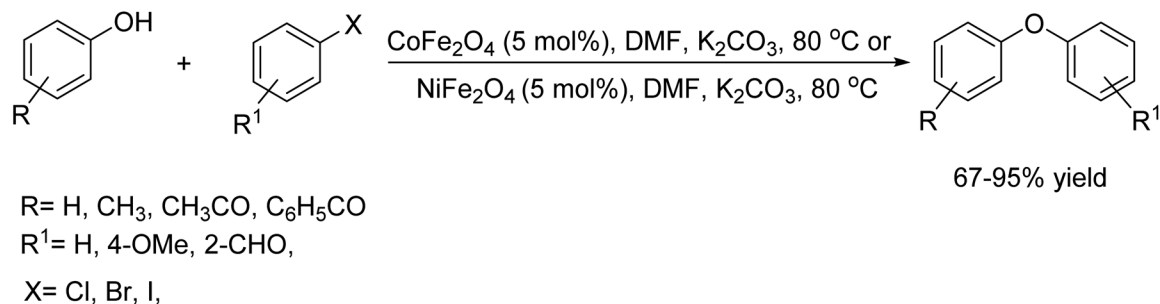 OH
X
O
+
R
R¹
CoFe₂O₄ (5 mol%), DMF, K₂CO₃, 80 °C or
NiFe₂O₄ (5 mol%), DMF, K₂CO₃, 80 °C
R
R¹
67-95% yield
R= H, CH₃, CH₃CO, C₆H₅CO
R¹= H, 4-OMe, 2-CHO,
X= Cl, Br, I,